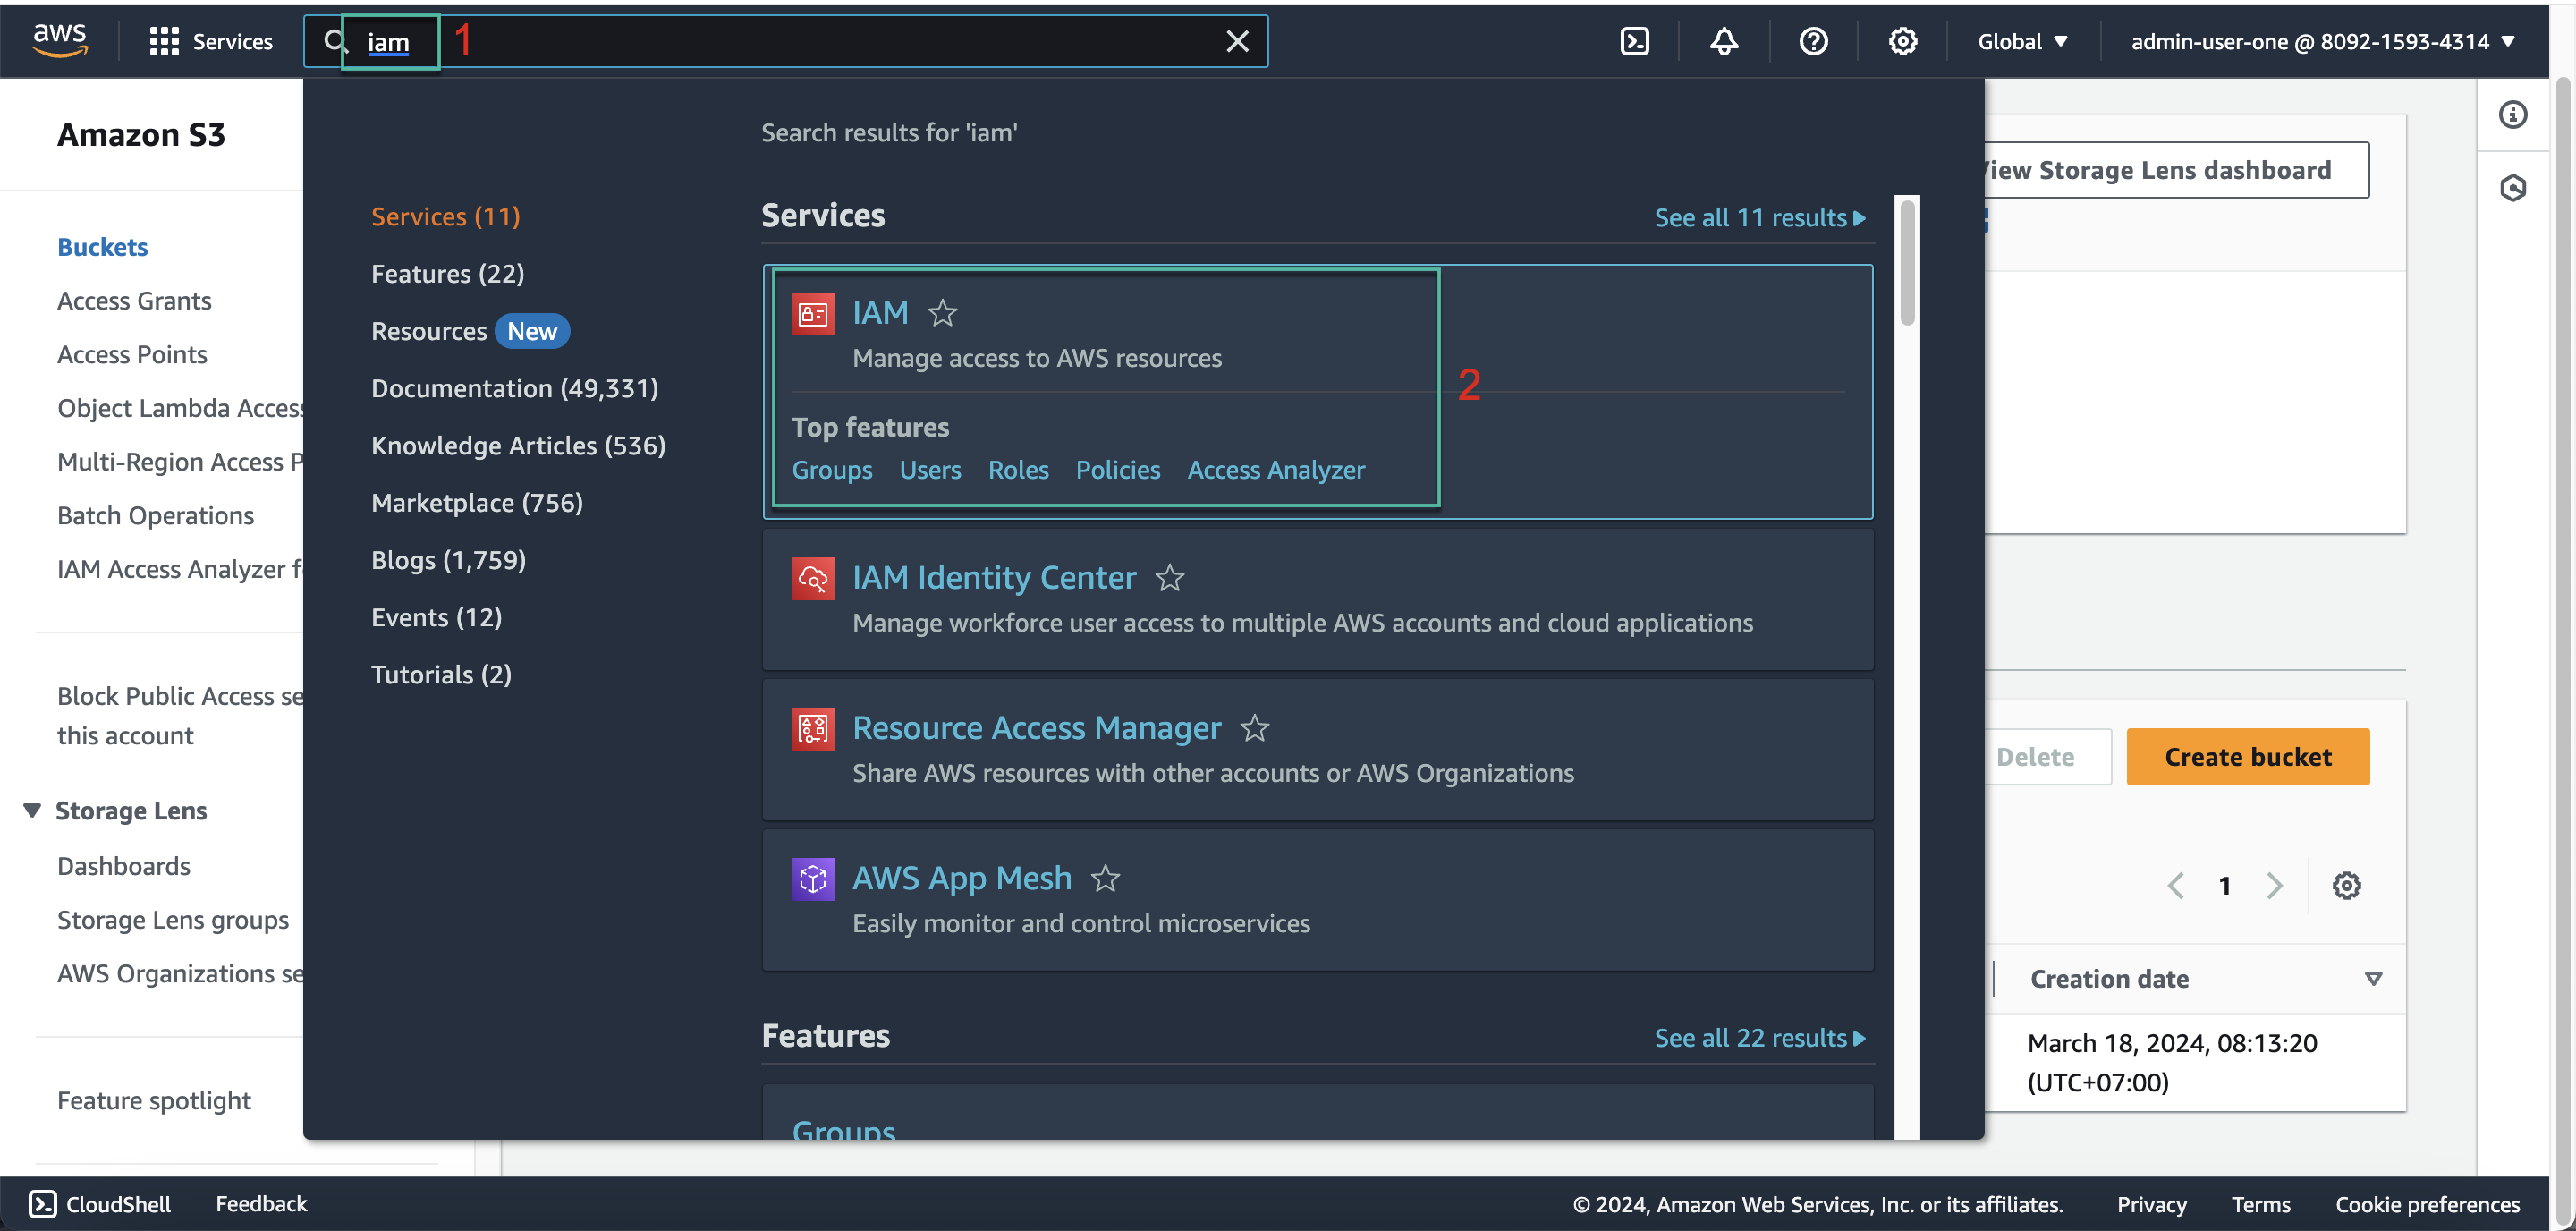 aws
Services
iam
1
Global
admin-user-one @ 8092-1593-4314
Amazon S3
Buckets
Access Grants
Access Points
Object Lambda Acces
Multi-Region Access P
Batch Operations
IAM Access Analyzer f
Block Public Access se
this account
Storage Lens
Dashboards
Storage Lens groups
AWS Organizations se
Feature spotlight
Search results for 'iam'
Services (11)
Features (22)
Resources New
Documentation (49,331)
Knowledge Articles (536)
Marketplace (756)
Blogs (1,759)
Events (12)
Tutorials (2)
Services
See all 11 results
IAM
Manage access to AWS resources
2
Top features
Groups Users Roles Policies Access Analyzer
IAM Identity Center
Manage workforce user access to multiple AWS accounts and cloud applications
Resource Access Manager
Share AWS resources with other accounts or AWS Organizations
AWS App Mesh
Easily monitor and control microservices
Features
See all 22 results
Groups
View Storage Lens dashboard
Delete
Create bucket
1
Creation date
March 18, 2024, 08:13:20
(UTC+07:00)
CloudShell
Feedback
© 2024, Amazon Web Services, Inc. or its affiliates.
Privacy
Terms
Cookie preferences